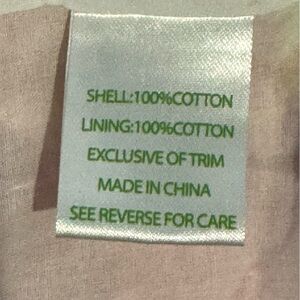 SHELL:100%COTTON
LINING:100%COTTON
EXCLUSIVE OF TRIM
MADE IN CHINA
SEE REVERSE FOR CARE